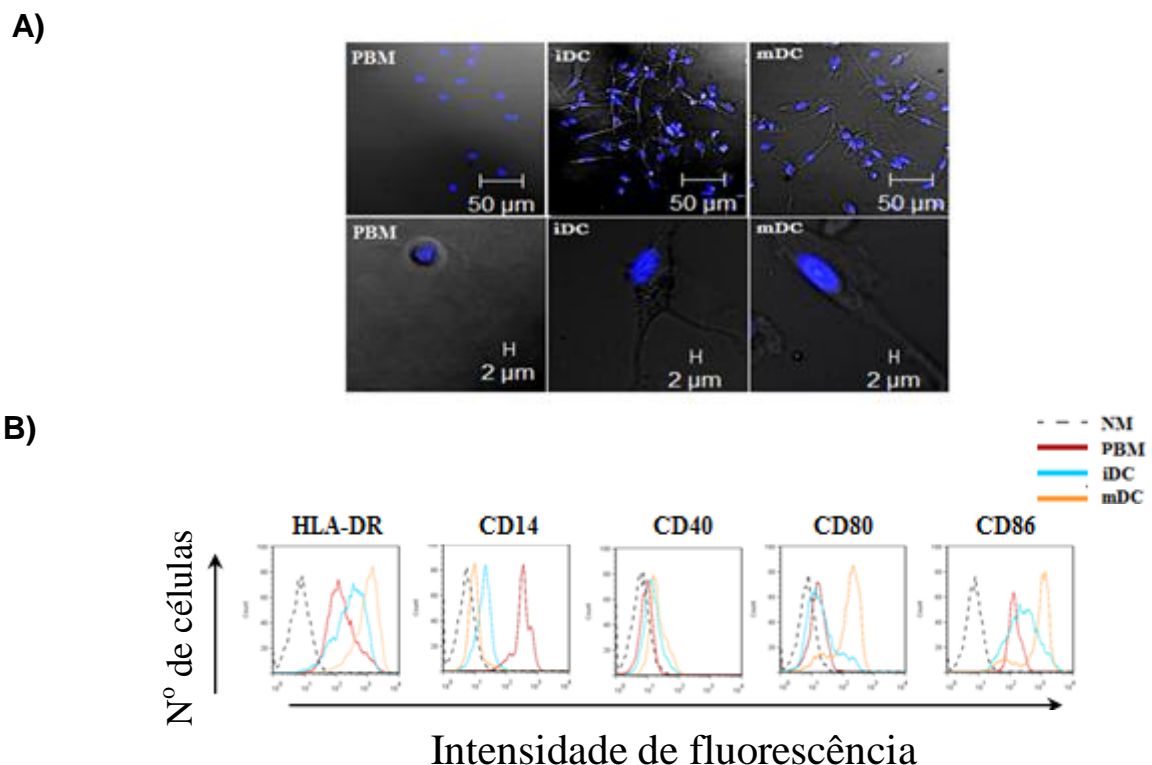 A)
PBM
iDC
mDC
50 µm
50 µm
50 µm
PBM
iDC
mDC
H
2 µm
H
2 µm
H
2 µm
B)
NM
PBM
iDC
mDC
HLA-DR
CD14
CD40
CD80
CD86
Nº de células
Intensidade de fluorescência